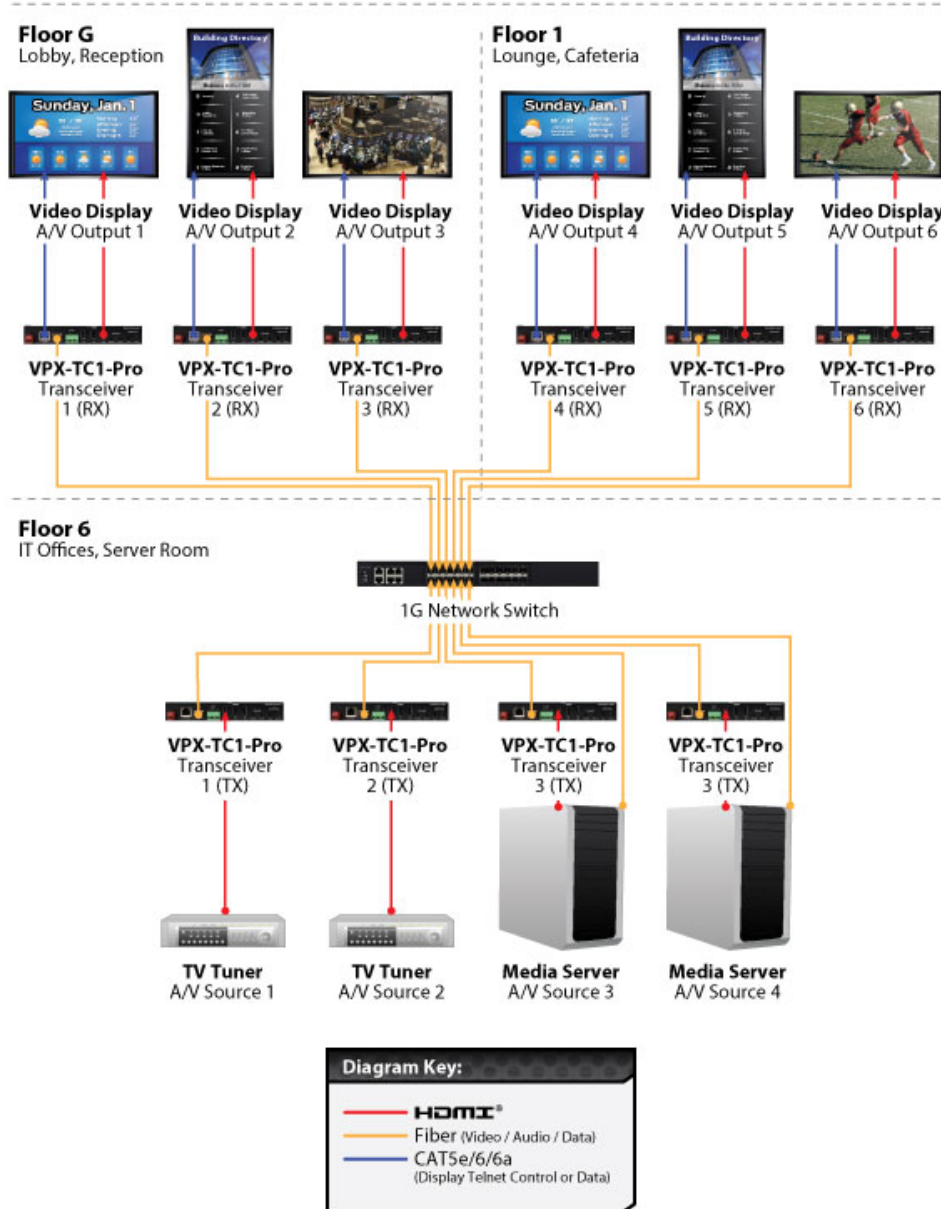 Floor G
Lobby, Reception
Building Directory
Sunday, Jan. 1
Video Display
A/V Output 1
Video Display
A/V Output 2
Video Display
A/V Output 3
VPX-TC1-Pro
Transceiver
1 (RX)
VPX-TC1-Pro
Transceiver
2 (RX)
VPX-TC1-Pro
Transceiver
3 (RX)
Floor 1
Lounge, Cafeteria
Building Directory
Sunday, Jan. 1
Video Display
A/V Output 4
Video Display
A/V Output 5
Video Display
A/V Output 6
VPX-TC1-Pro
Transceiver
4 (RX)
VPX-TC1-Pro
Transceiver
5 (RX)
VPX-TC1-Pro
Transceiver
6 (RX)
Floor 6
IT Offices, Server Room
1G Network Switch
VPX-TC1-Pro
Transceiver
1 (TX)
VPX-TC1-Pro
Transceiver
2 (TX)
VPX-TC1-Pro
Transceiver
3 (TX)
VPX-TC1-Pro
Transceiver
3 (TX)
TV Tuner
A/V Source 1
TV Tuner
A/V Source 2
Media Server
A/V Source 3
Media Server
A/V Source 4
Diagram Key:
HDMI®
Fiber (Video / Audio / Data)
CAT5e/6/6a
(Display Telnet Control or Data)